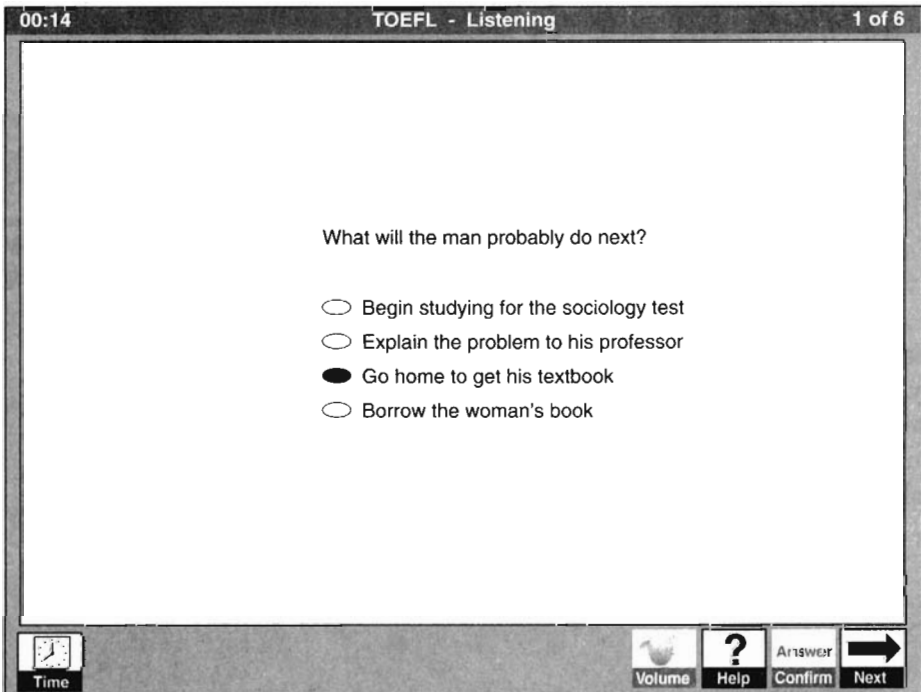 00:14 TOEFL - Listening 1 of 6
What will the man probably do next?
Begin studying for the sociology test
Explain the problem to his professor
Go home to get his textbook
Borrow the woman's book
?
Answer
Time Volume Help Confirm Next